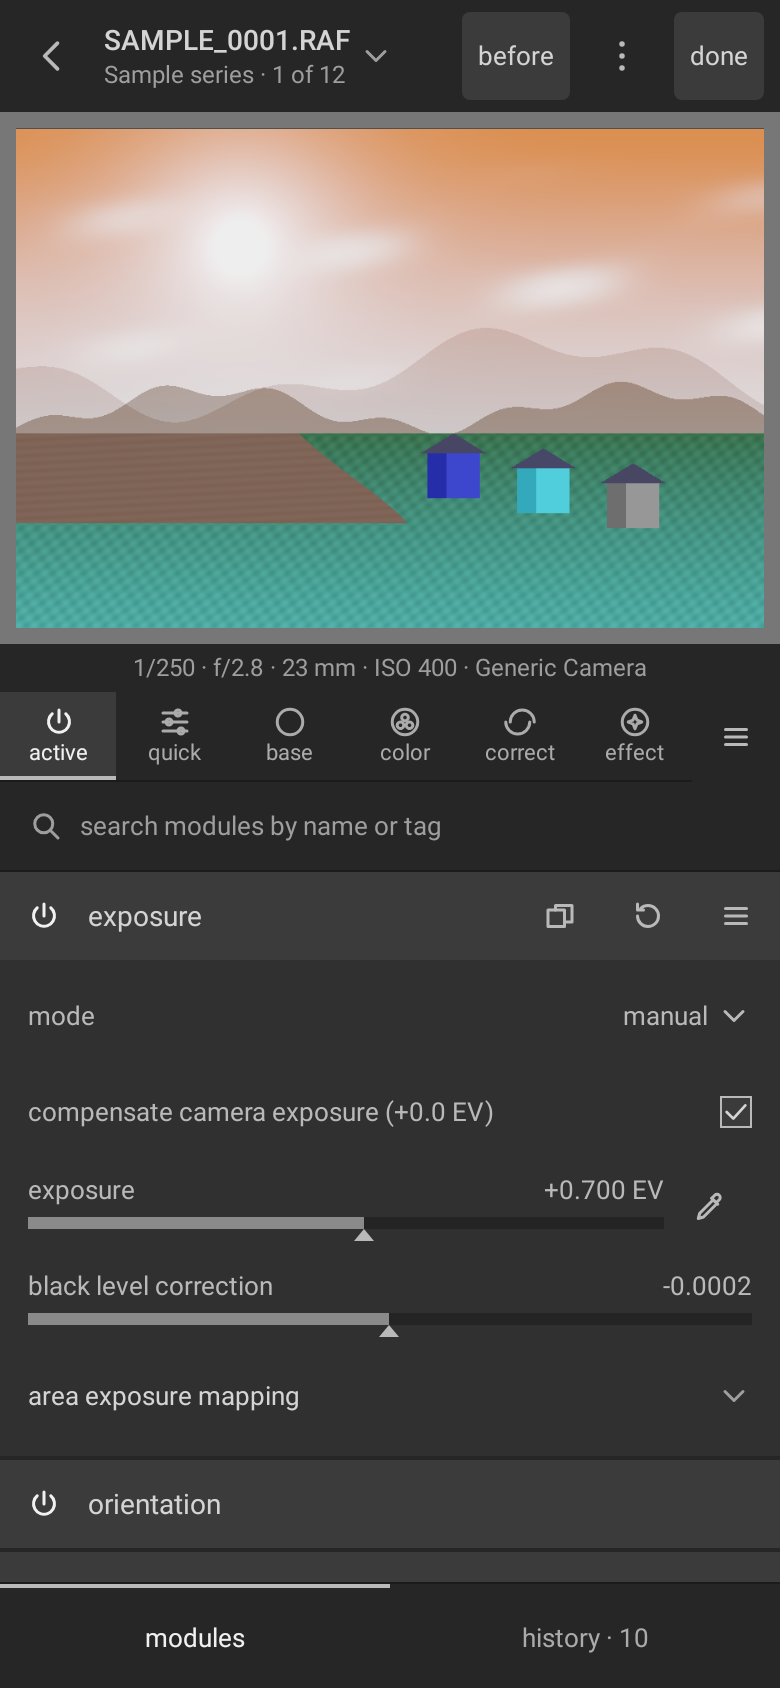 SAMPLE_0001.RAF
Sample series · 1 of 12
before
done
1/250 · f/2.8 · 23 mm · ISO 400 · Generic Camera
active
quick
base
color
correct
effect
search modules by name or tag
exposure
mode
manual
compensate camera exposure (+0.0 EV)
exposure
+0.700 EV
black level correction
-0.0002
area exposure mapping
orientation
modules
history · 10